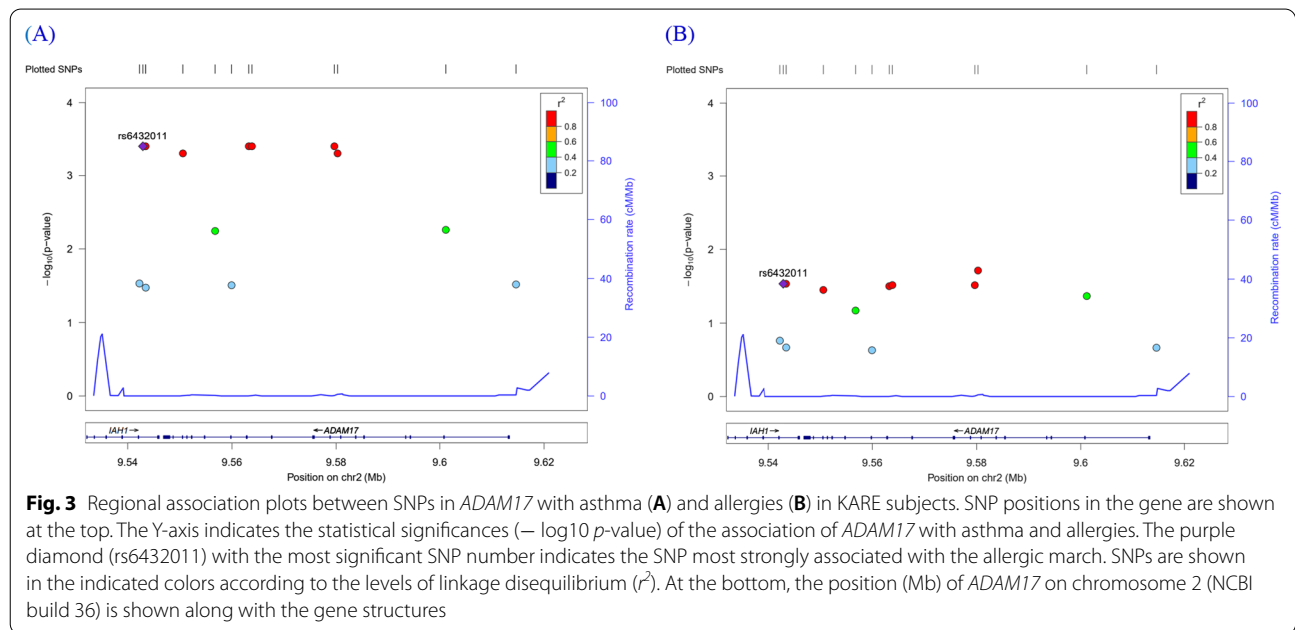 (A)
Plotted SNPs
4
3
2
1
0
− log10(p−value)
rs6432011
r2
0.8
0.6
0.4
0.2
100
80
60
40
20
0
Recombination rate (cM/Mb)
IAH1→
←ADAM17
9.54 9.56 9.58 9.6 9.62
Position on chr2 (Mb)
(B)
Plotted SNPs
4
3
2
1
0
− log10(p−value)
rs6432011
r2
0.8
0.6
0.4
0.2
100
80
60
40
20
0
Recombination rate (cM/Mb)
IAH1→
←ADAM17
9.54 9.56 9.58 9.6 9.62
Position on chr2 (Mb)
Fig. 3 Regional association plots between SNPs in ADAM17 with asthma (A) and allergies (B) in KARE subjects. SNP positions in the gene are shown
at the top. The Y-axis indicates the statistical significances (− log10 p-value) of the association of ADAM17 with asthma and allergies. The purple
diamond (rs6432011) with the most significant SNP number indicates the SNP most strongly associated with the allergic march. SNPs are shown
in the indicated colors according to the levels of linkage disequilibrium (r2). At the bottom, the position (Mb) of ADAM17 on chromosome 2 (NCBI
build 36) is shown along with the gene structures